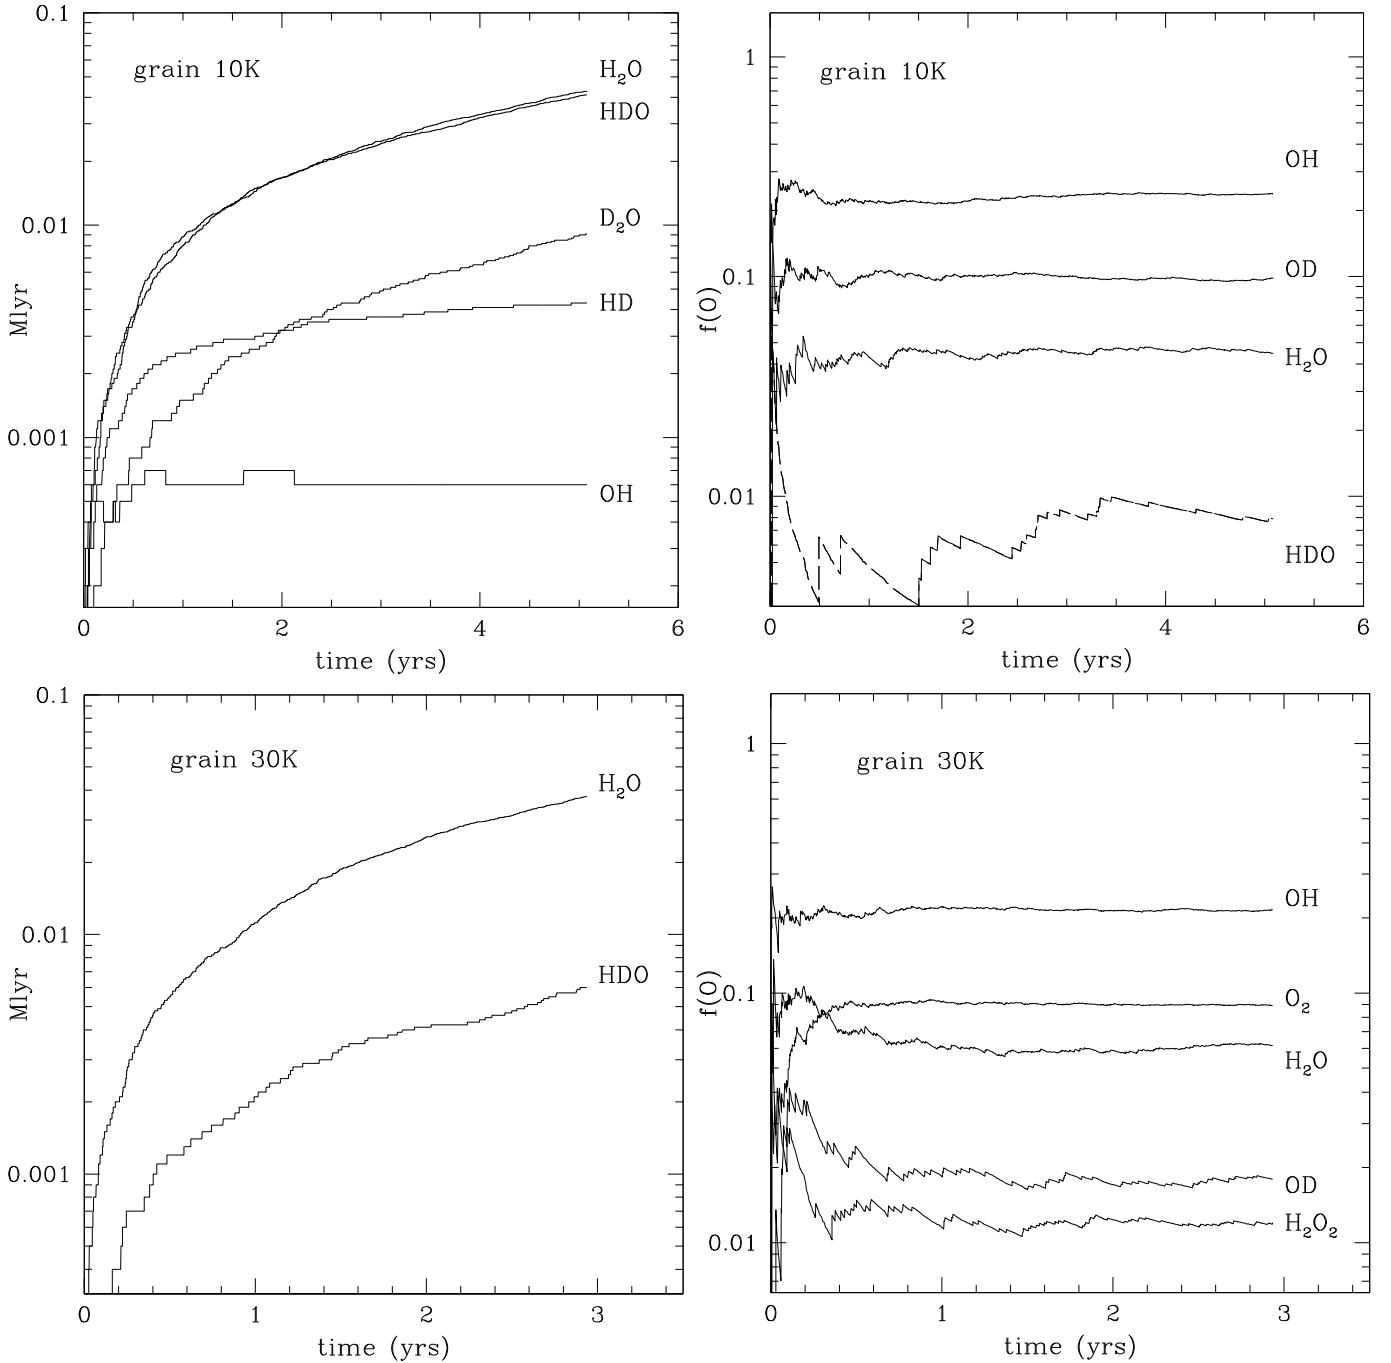 0.1
grain 10K
H₂O
HDO
0.01
D₂O
HD
Mlyr
0.001
OH
0 2 4 6
time (yrs)
1
grain 10K
OH
0.1
OD
f(O)
H₂O
0.01
HDO
0 2 4 6
time (yrs)
0.1
grain 30K
H₂O
0.01
HDO
Mlyr
0.001
0 1 2 3
time (yrs)
1
grain 30K
OH
0.1
O₂
f(O)
H₂O
OD
H₂O₂
0.01
0 1 2 3
time (yrs)